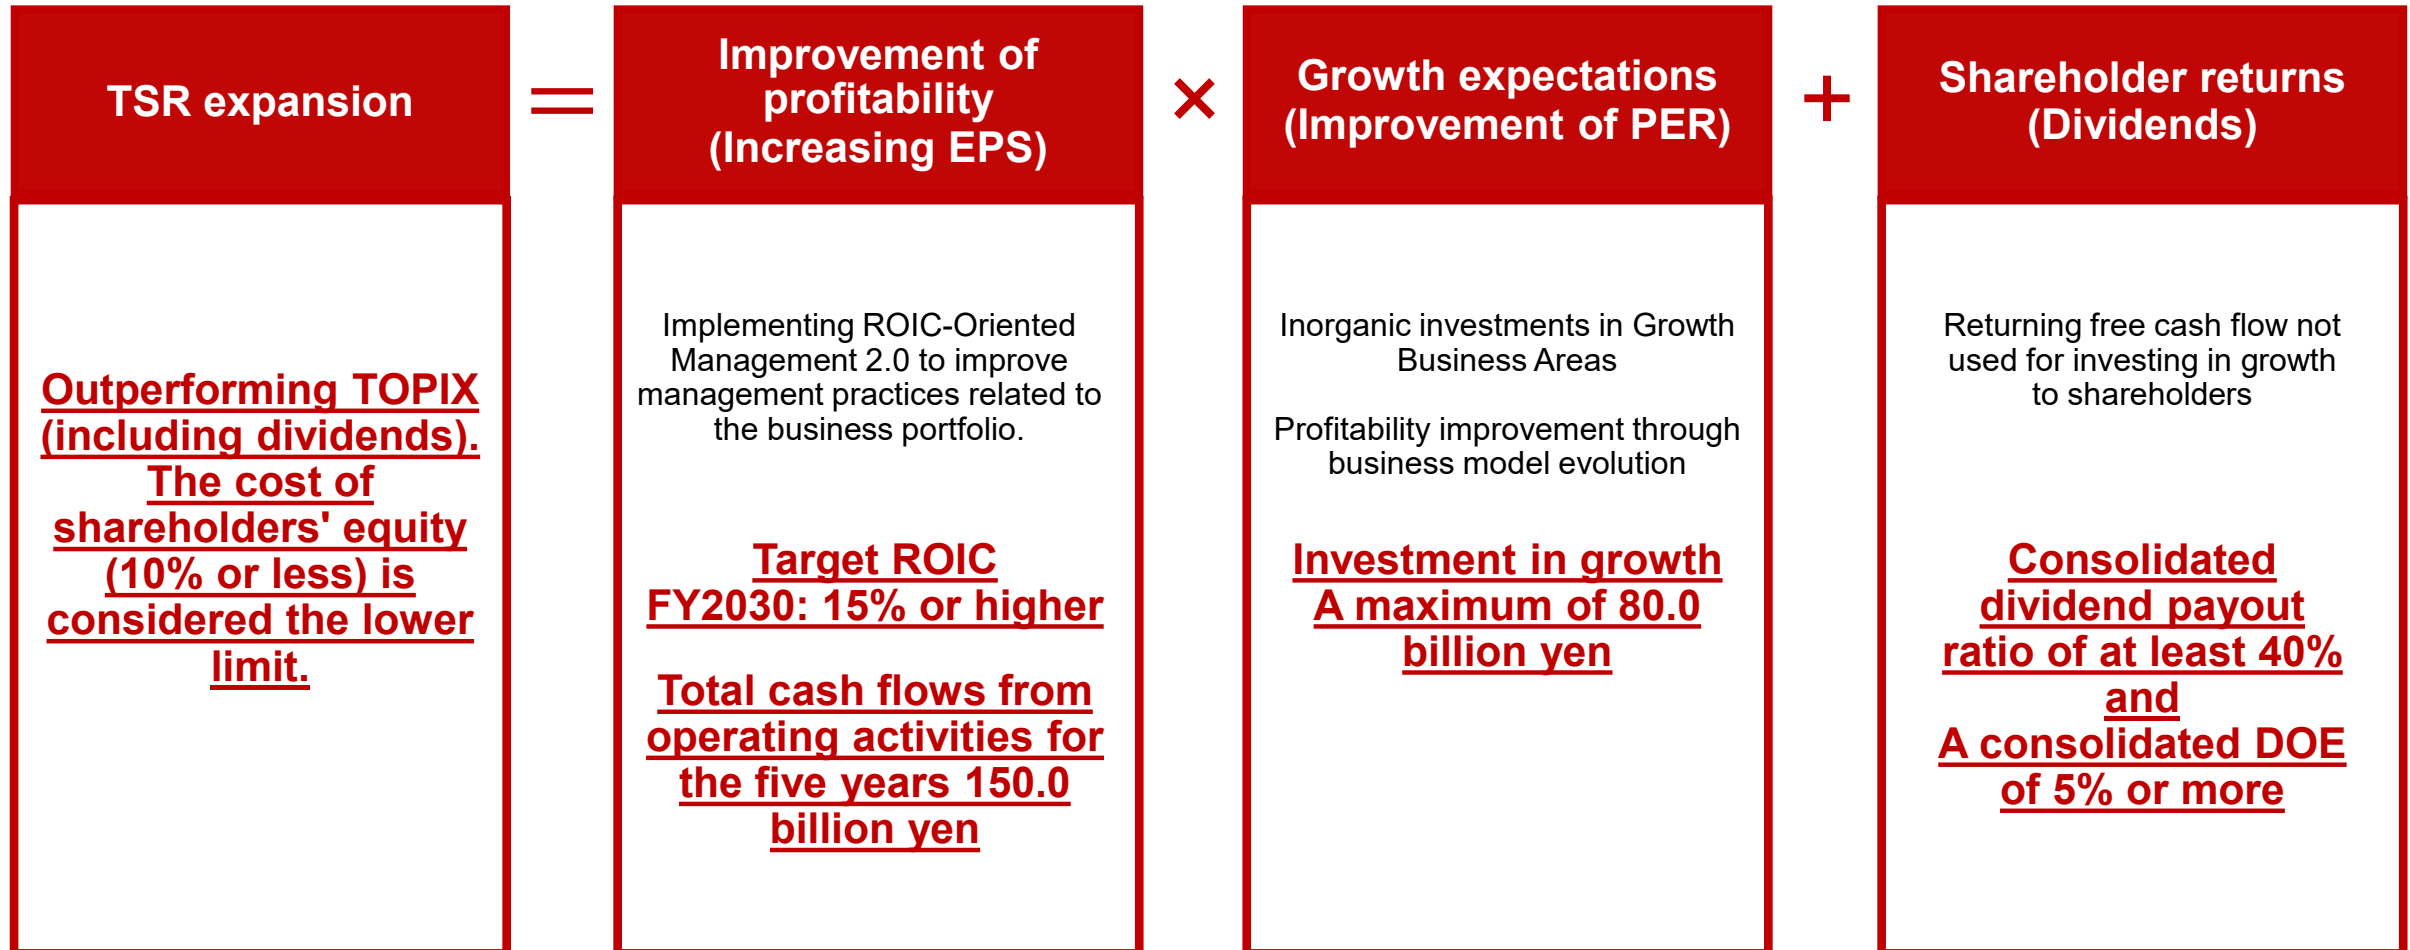 TSR expansion
=
Improvement of
profitability
(Increasing EPS)
×
Growth expectations
(Improvement of PER)
+
Shareholder returns
(Dividends)
Outperforming TOPIX
(including dividends).
The cost of
shareholders' equity
(10% or less) is
considered the lower
limit.
Implementing ROIC-Oriented
Management 2.0 to improve
management practices related to
the business portfolio.
Target ROIC
FY2030: 15% or higher
Total cash flows from
operating activities for
the five years 150.0
billion yen
Inorganic investments in Growth
Business Areas
Profitability improvement through
business model evolution
Investment in growth
A maximum of 80.0
billion yen
Returning free cash flow not
used for investing in growth
to shareholders
Consolidated
dividend payout
ratio of at least 40%
and
A consolidated DOE
of 5% or more